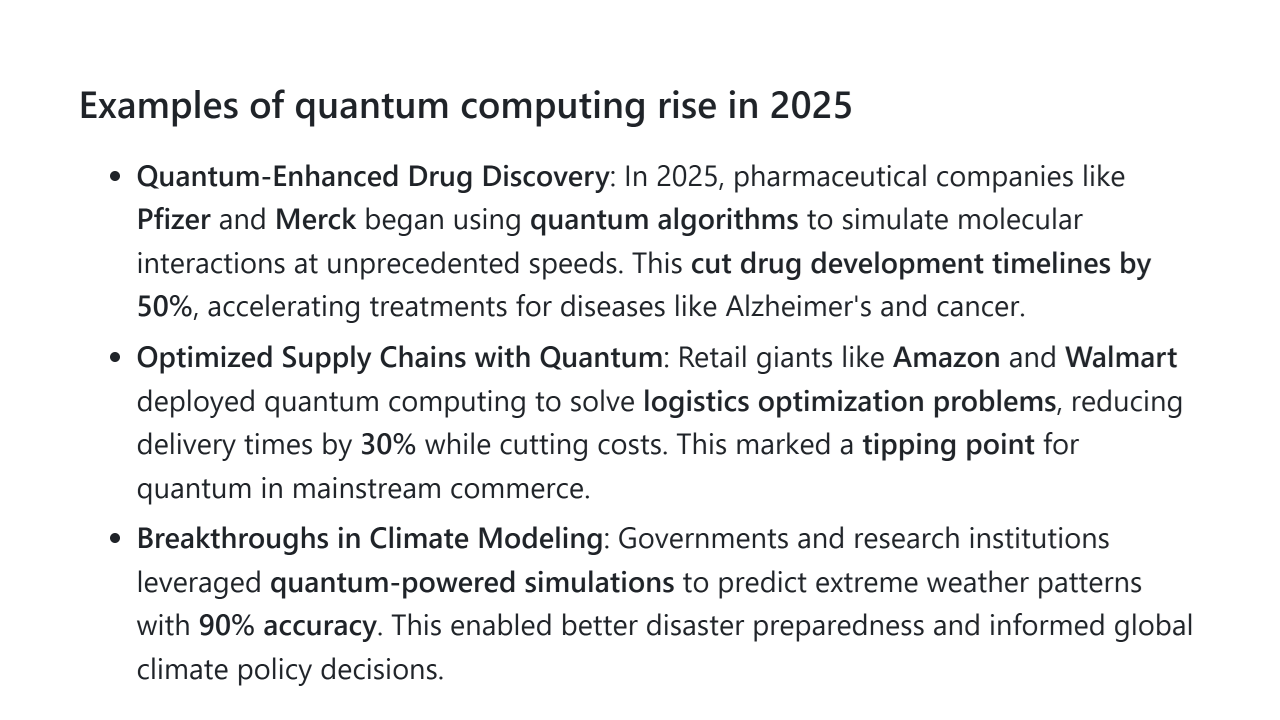 Examples of quantum computing rise in 2025
• Quantum-Enhanced Drug Discovery: In 2025, pharmaceutical companies like
Pfizer and Merck began using quantum algorithms to simulate molecular
interactions at unprecedented speeds. This cut drug development timelines by
50%, accelerating treatments for diseases like Alzheimer's and cancer.
• Optimized Supply Chains with Quantum: Retail giants like Amazon and Walmart
deployed quantum computing to solve logistics optimization problems, reducing
delivery times by 30% while cutting costs. This marked a tipping point for
quantum in mainstream commerce.
• Breakthroughs in Climate Modeling: Governments and research institutions
leveraged quantum-powered simulations to predict extreme weather patterns
with 90% accuracy. This enabled better disaster preparedness and informed global
climate policy decisions.